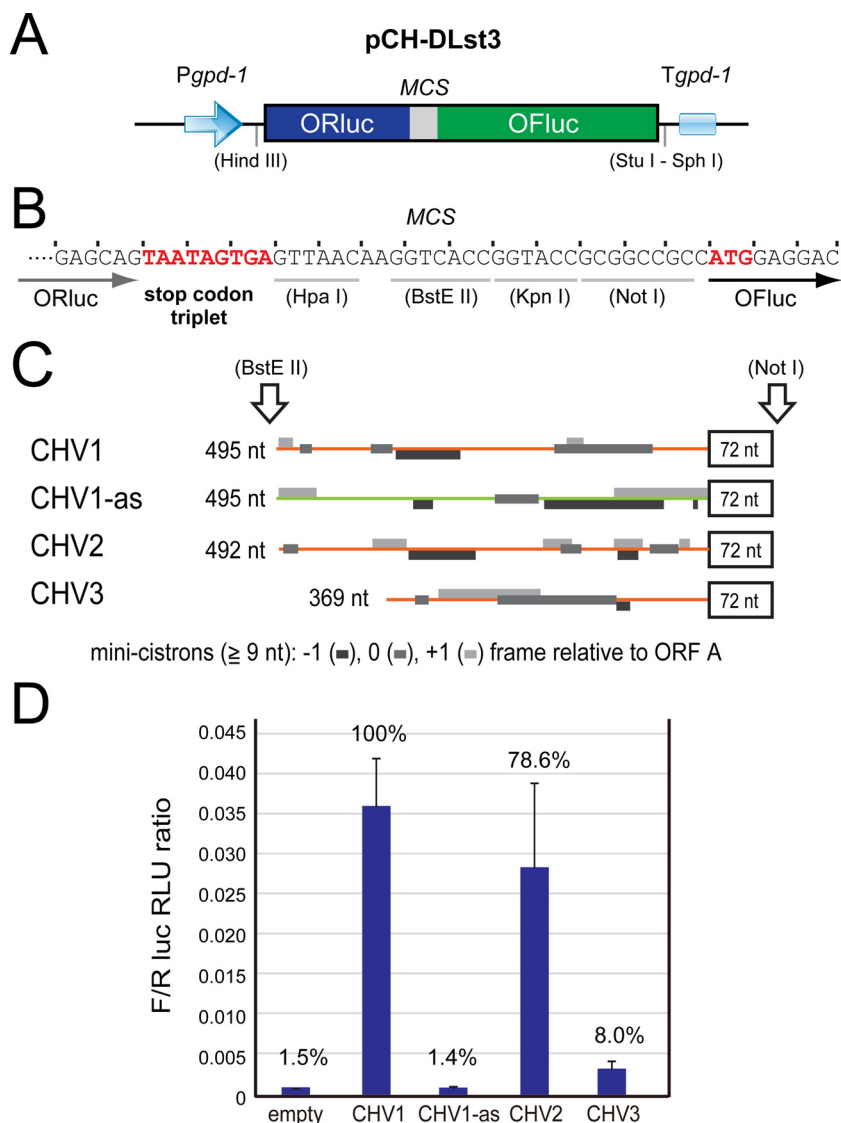 A
pCH-DLst3
Pgpd-1
MCS
Tgpd-1
ORluc
OFluc
(Hind III)
(Stu I - Sph I)
B
MCS
····GAGCAGTAATAGTGAGTTAACAAGGTCACCGGTACCGCGGCCGCCATGGAGGAC
ORluc
stop codon
triplet
(Hpa I)
(BstE II)
(Kpn I)
(Not I)
OFluc
C
(BstE II)
(Not I)
CHV1
495 nt
72 nt
CHV1-as
495 nt
72 nt
CHV2
492 nt
72 nt
CHV3
369 nt
72 nt
mini-cistrons (≧ 9 nt): -1 (■), 0 (■), +1 (■) frame relative to ORF A
D
F/R luc RLU ratio
0.045
0.040
0.035
0.030
0.025
0.020
0.015
0.010
0.005
0
1.5%
100%
1.4%
78.6%
8.0%
empty
CHV1
CHV1-as
CHV2
CHV3